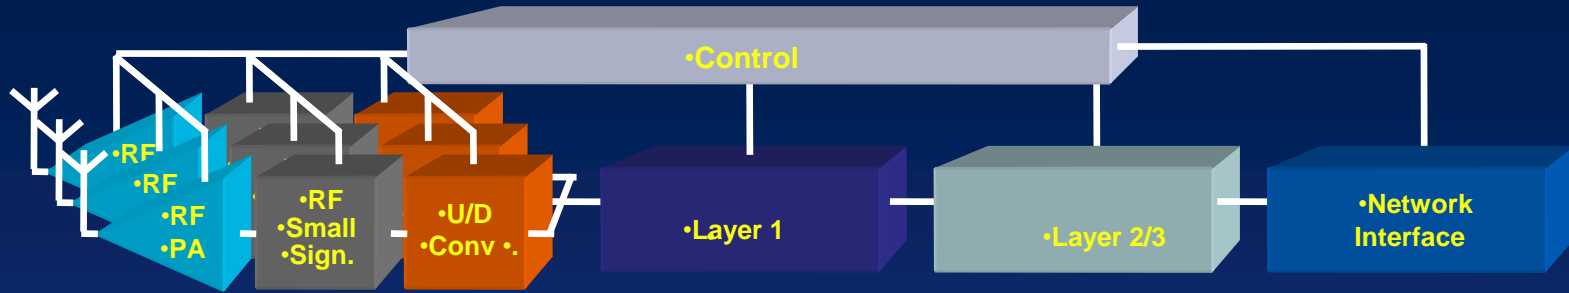 •Control
•RF
•RF
•RF
•PA
•RF
•Small
•Sign.
•U/D
•Conv •.
•Layer 1
•Layer 2/3
•Network
Interface